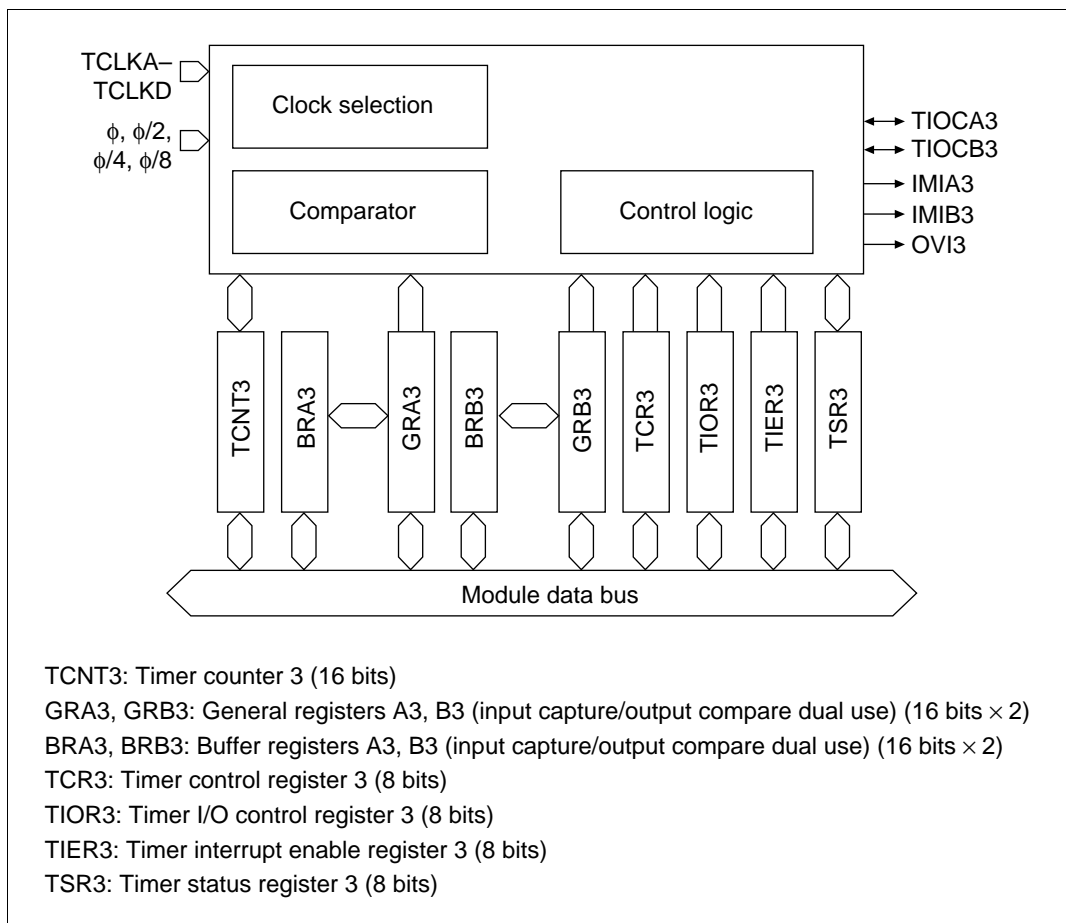 TCLKA–
TCLKD
ϕ, ϕ/2,
ϕ/4, ϕ/8
Clock selection
Comparator
Control logic
TIOCA3
TIOCB3
IMIA3
IMIB3
OVI3
TCNT3
BRA3
GRA3
BRB3
GRB3
TCR3
TIOR3
TIER3
TSR3
Module data bus
TCNT3: Timer counter 3 (16 bits)
GRA3, GRB3: General registers A3, B3 (input capture/output compare dual use) (16 bits × 2)
BRA3, BRB3: Buffer registers A3, B3 (input capture/output compare dual use) (16 bits × 2)
TCR3: Timer control register 3 (8 bits)
TIOR3: Timer I/O control register 3 (8 bits)
TIER3: Timer interrupt enable register 3 (8 bits)
TSR3: Timer status register 3 (8 bits)